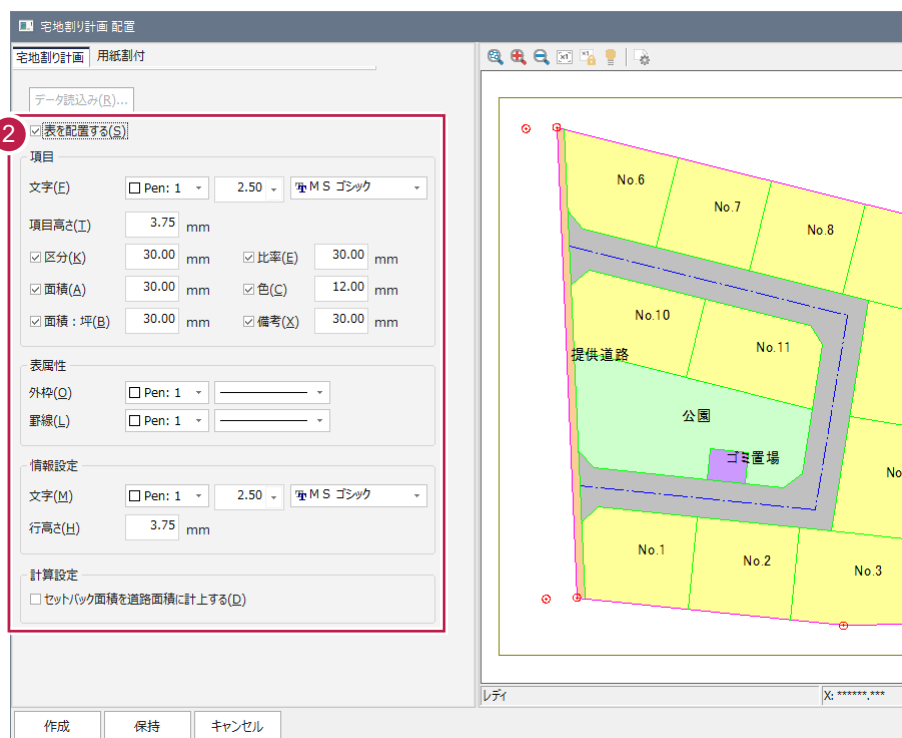 宅地割り計画 配置
宅地割り計画 用紙割付
データ読込み(R)...
2
表を配置する(S)
項目
文字(F) Pen: 1 2.50 MS ゴシック
項目高さ(T) 3.75 mm
区分(K) 30.00 mm 比率(E) 30.00 mm
面積(A) 30.00 mm 色(C) 12.00 mm
面積：坪(B) 30.00 mm 備考(X) 30.00 mm
表属性
外枠(O) Pen: 1
罫線(L) Pen: 1
情報設定
文字(M) Pen: 1 2.50 MS ゴシック
行高さ(H) 3.75 mm
計算設定
セットバック面積を道路面積に計上する(D)
作成 保持 キャンセル
No.6
No.7
No.8
No.10
No.11
提供道路
公園
ゴミ置場
No
No.1
No.2
No.3
レディ X: ******.***